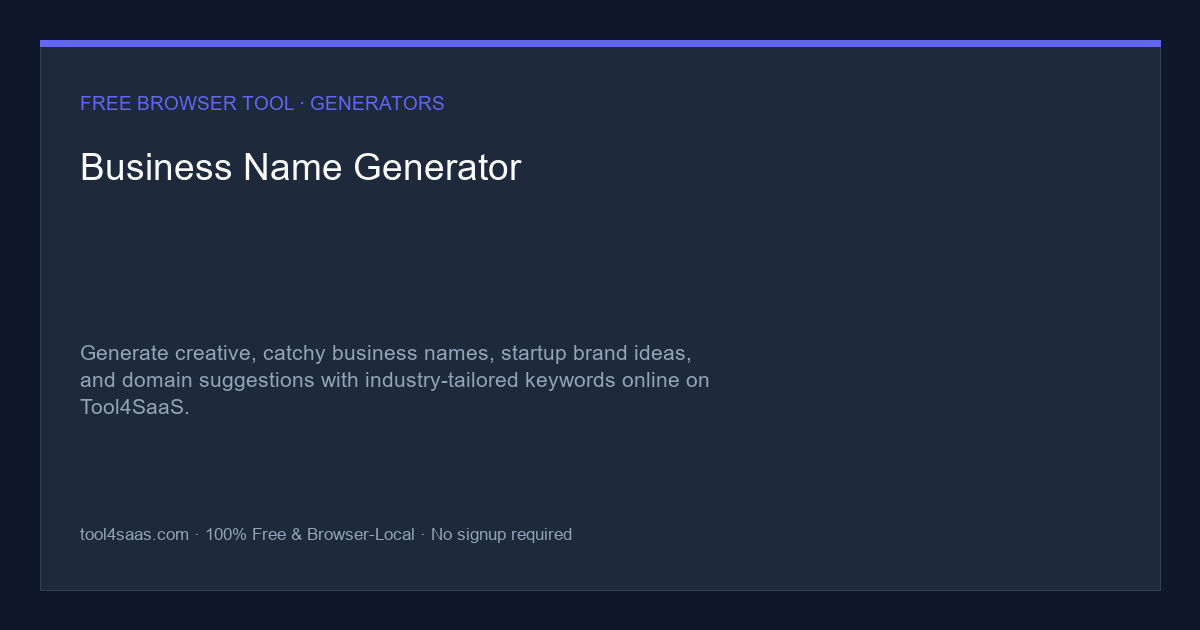 FREE BROWSER TOOL · GENERATORS
Business Name Generator
Generate creative, catchy business names, startup brand ideas,
and domain suggestions with industry-tailored keywords online on
Tool4SaaS.
tool4saas.com · 100% Free & Browser-Local · No signup required